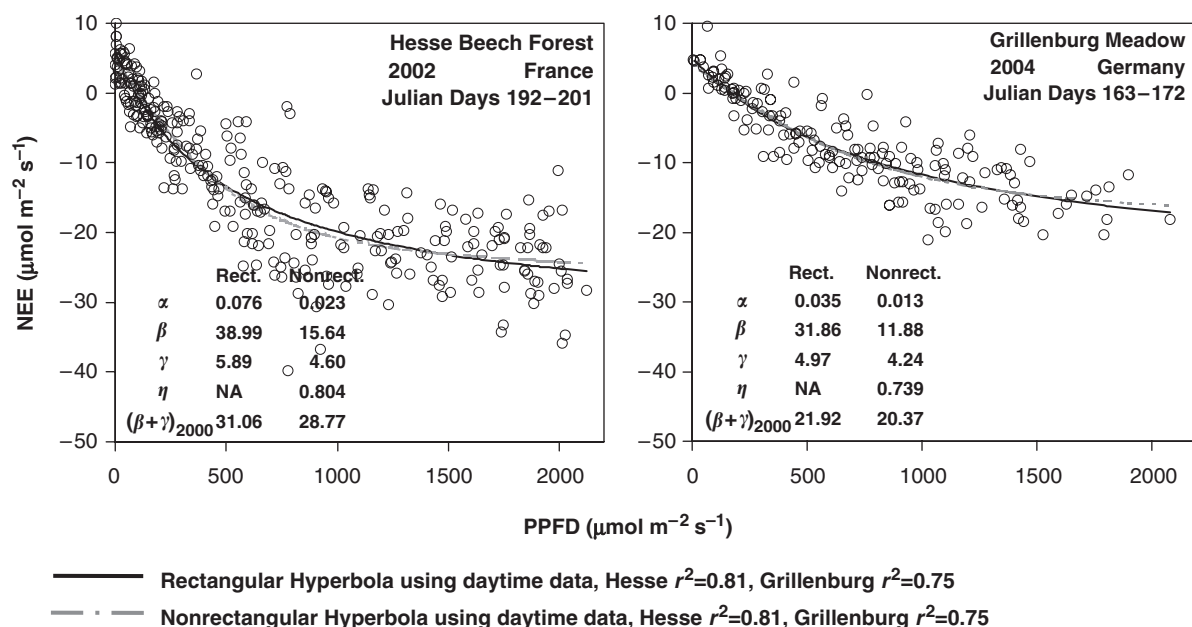 Hesse Beech Forest
2002 France
Julian Days 192–201
NEE (μmol m−2 s−1)
10
0
−10
−20
−30
−40
−50
Rect. Nonrect.
α 0.076 0.023
β 38.99 15.64
γ 5.89 4.60
η NA 0.804
(β+γ)2000 31.06 28.77
0 500 1000 1500 2000
Grillenburg Meadow
2004 Germany
Julian Days 163–172
10
0
−10
−20
−30
−40
−50
Rect. Nonrect.
α 0.035 0.013
β 31.86 11.88
γ 4.97 4.24
η NA 0.739
(β+γ)2000 21.92 20.37
0 500 1000 1500 2000
PPFD (μmol m−2 s−1)
Rectangular Hyperbola using daytime data, Hesse r2=0.81, Grillenburg r2=0.75
Nonrectangular Hyperbola using daytime data, Hesse r2=0.81, Grillenburg r2=0.75